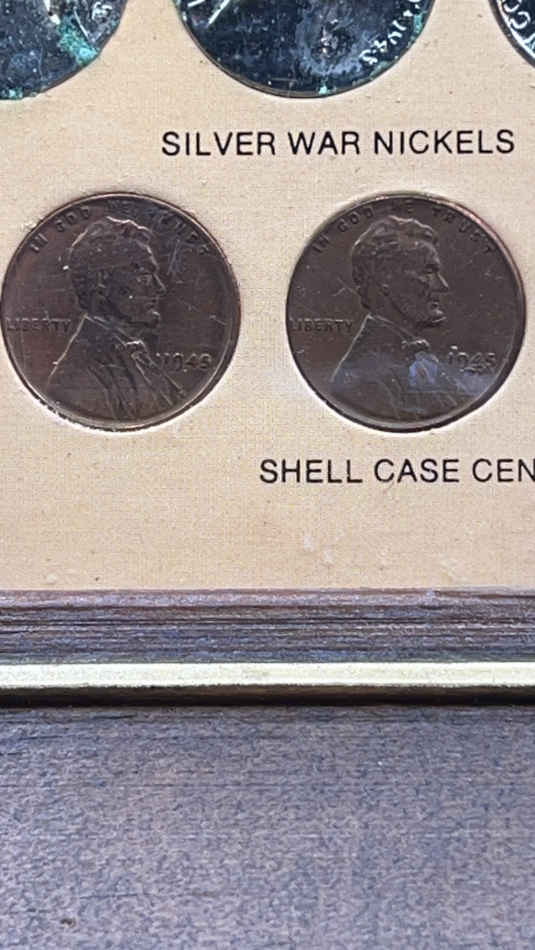 1943
SILVER WAR NICKELS
IN GOD WE TRUST
LIBERTY
IN GOD WE TRUST
LIBERTY
1945
SHELL CASE CEN